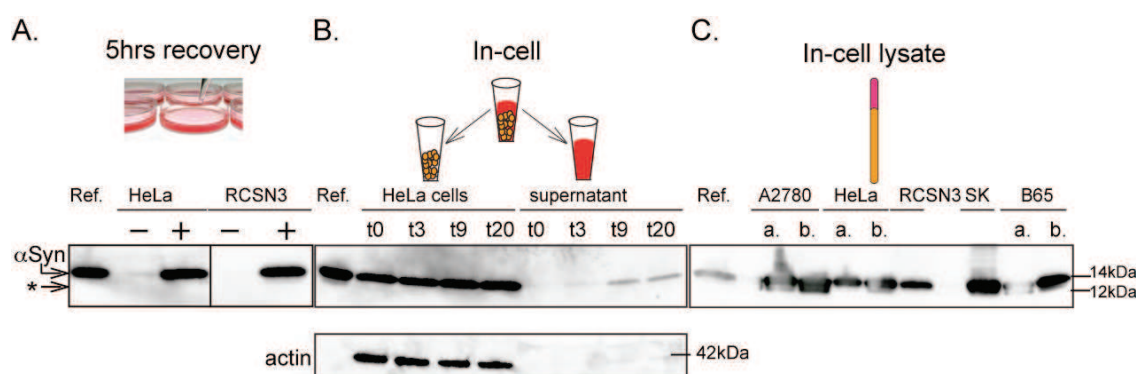 A. B. C.
5hrs recovery In-cell In-cell lysate
Ref. HeLa RCSN3 Ref. HeLa cells supernatant Ref. A2780 HeLa RCSN3 SK B65
− + − + t0 t3 t9 t20 t0 t3 t9 t20 a. b. a. b. a. b.
αSyn 14kDa
* 12kDa
actin 42kDa